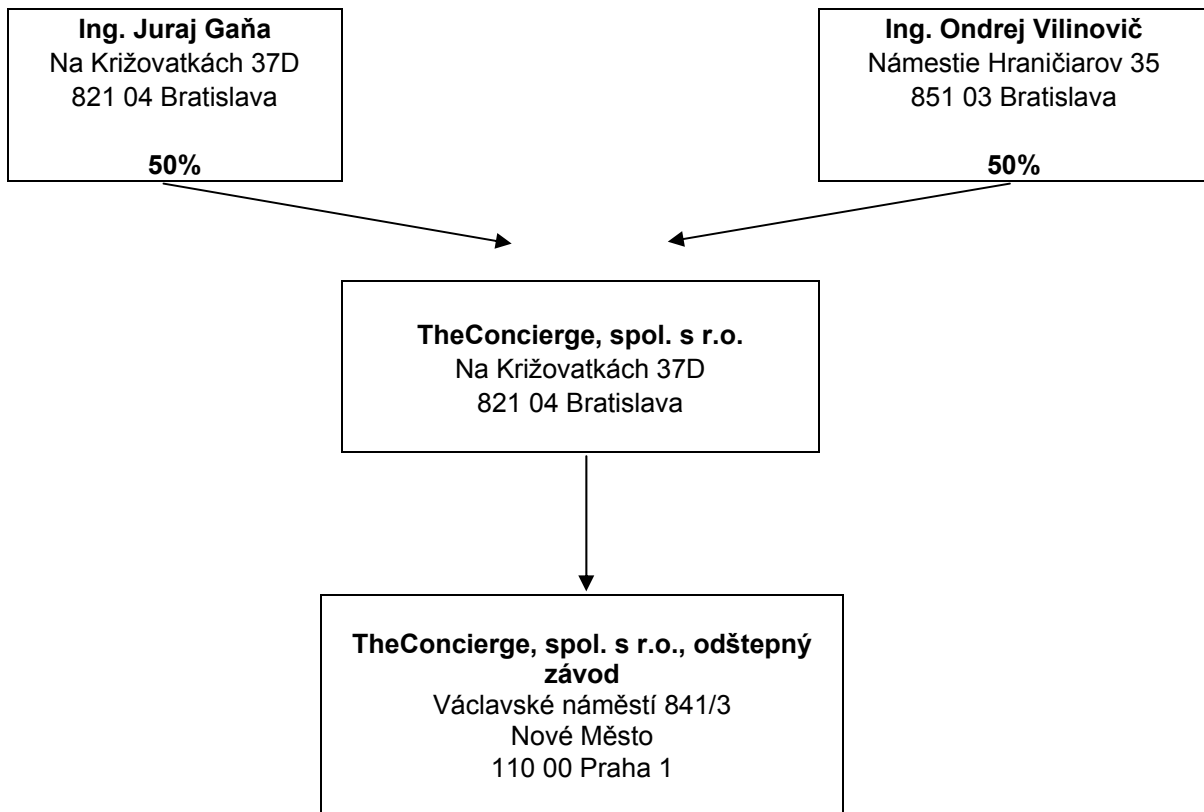 Ing. Juraj Gaňa
Na Križovatkách 37D
821 04 Bratislava
50%
Ing. Ondrej Vilinovič
Námestie Hraničiarov 35
851 03 Bratislava
50%
TheConcierge, spol. s r.o.
Na Križovatkách 37D
821 04 Bratislava
TheConcierge, spol. s r.o., odštepný
závod
Václavské náměstí 841/3
Nové Město
110 00 Praha 1